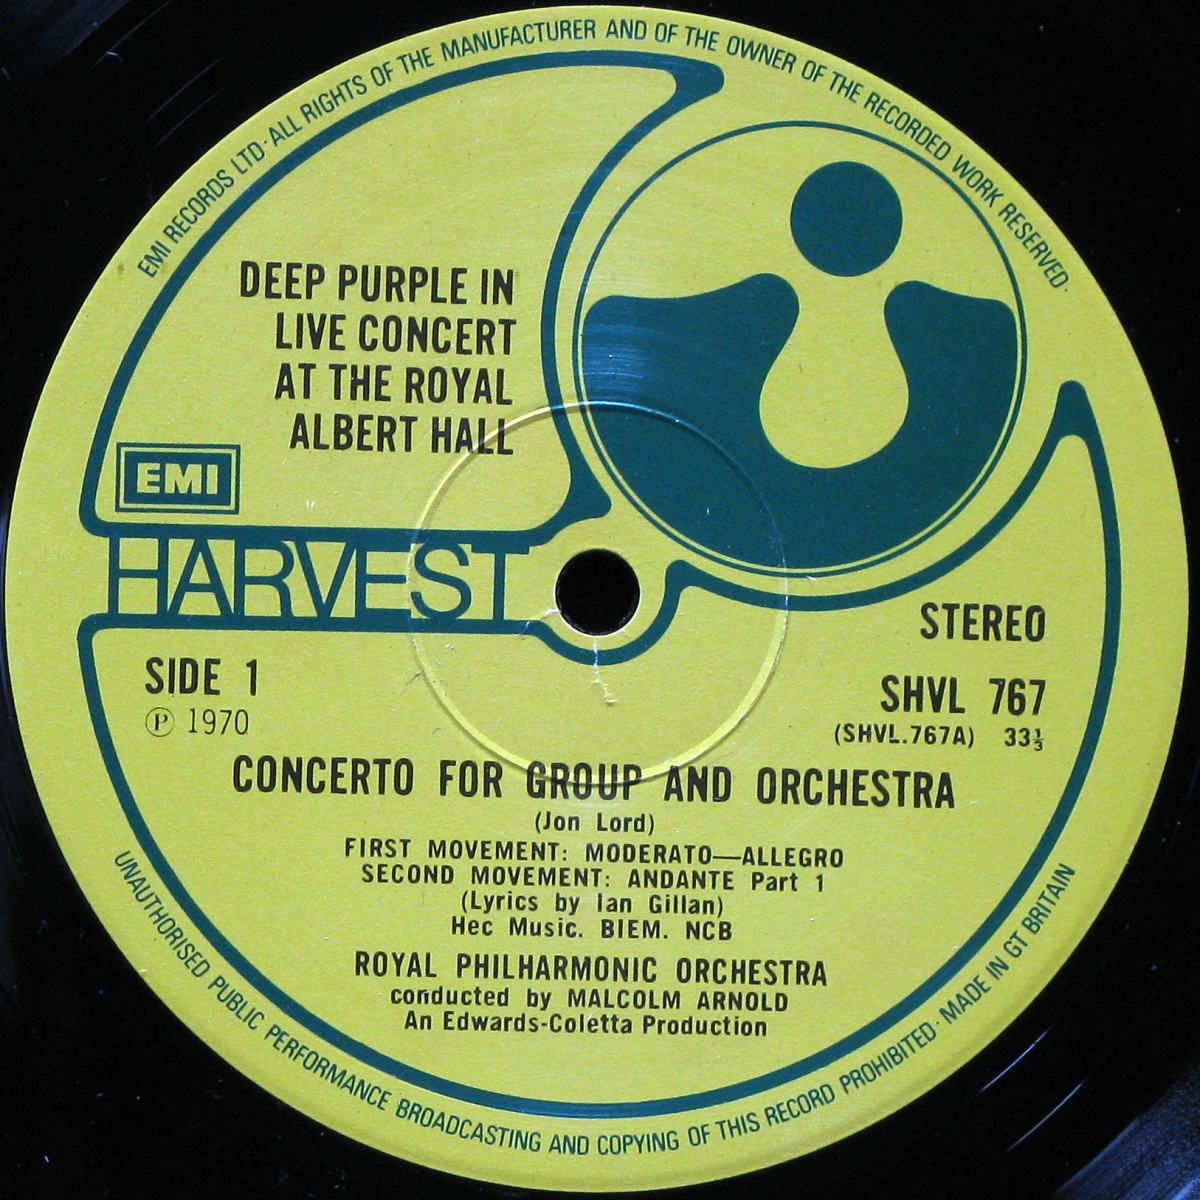 EMI RECORDS LTD · ALL RIGHTS OF THE MANUFACTURER AND OF THE OWNER OF THE RECORDED WORK RESERVED ·
DEEP PURPLE IN
LIVE CONCERT
AT THE ROYAL
ALBERT HALL
EMI
HARVEST
STEREO
SIDE 1
SHVL 767
℗ 1970
(SHVL.767A) 33⅓
CONCERTO FOR GROUP AND ORCHESTRA
(Jon Lord)
FIRST MOVEMENT: MODERATO—ALLEGRO
SECOND MOVEMENT: ANDANTE Part 1
(Lyrics by Ian Gillan)
Hec Music. BIEM. NCB
ROYAL PHILHARMONIC ORCHESTRA
conducted by MALCOLM ARNOLD
An Edwards-Coletta Production
UNAUTHORISED PUBLIC PERFORMANCE BROADCASTING AND COPYING OF THIS RECORD PROHIBITED · MADE IN GT BRITAIN